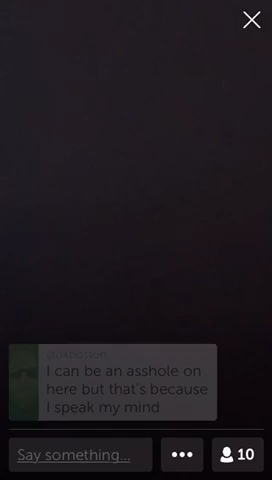 I can be an asshole on
here but that's because
I speak my mind
Say something...
10